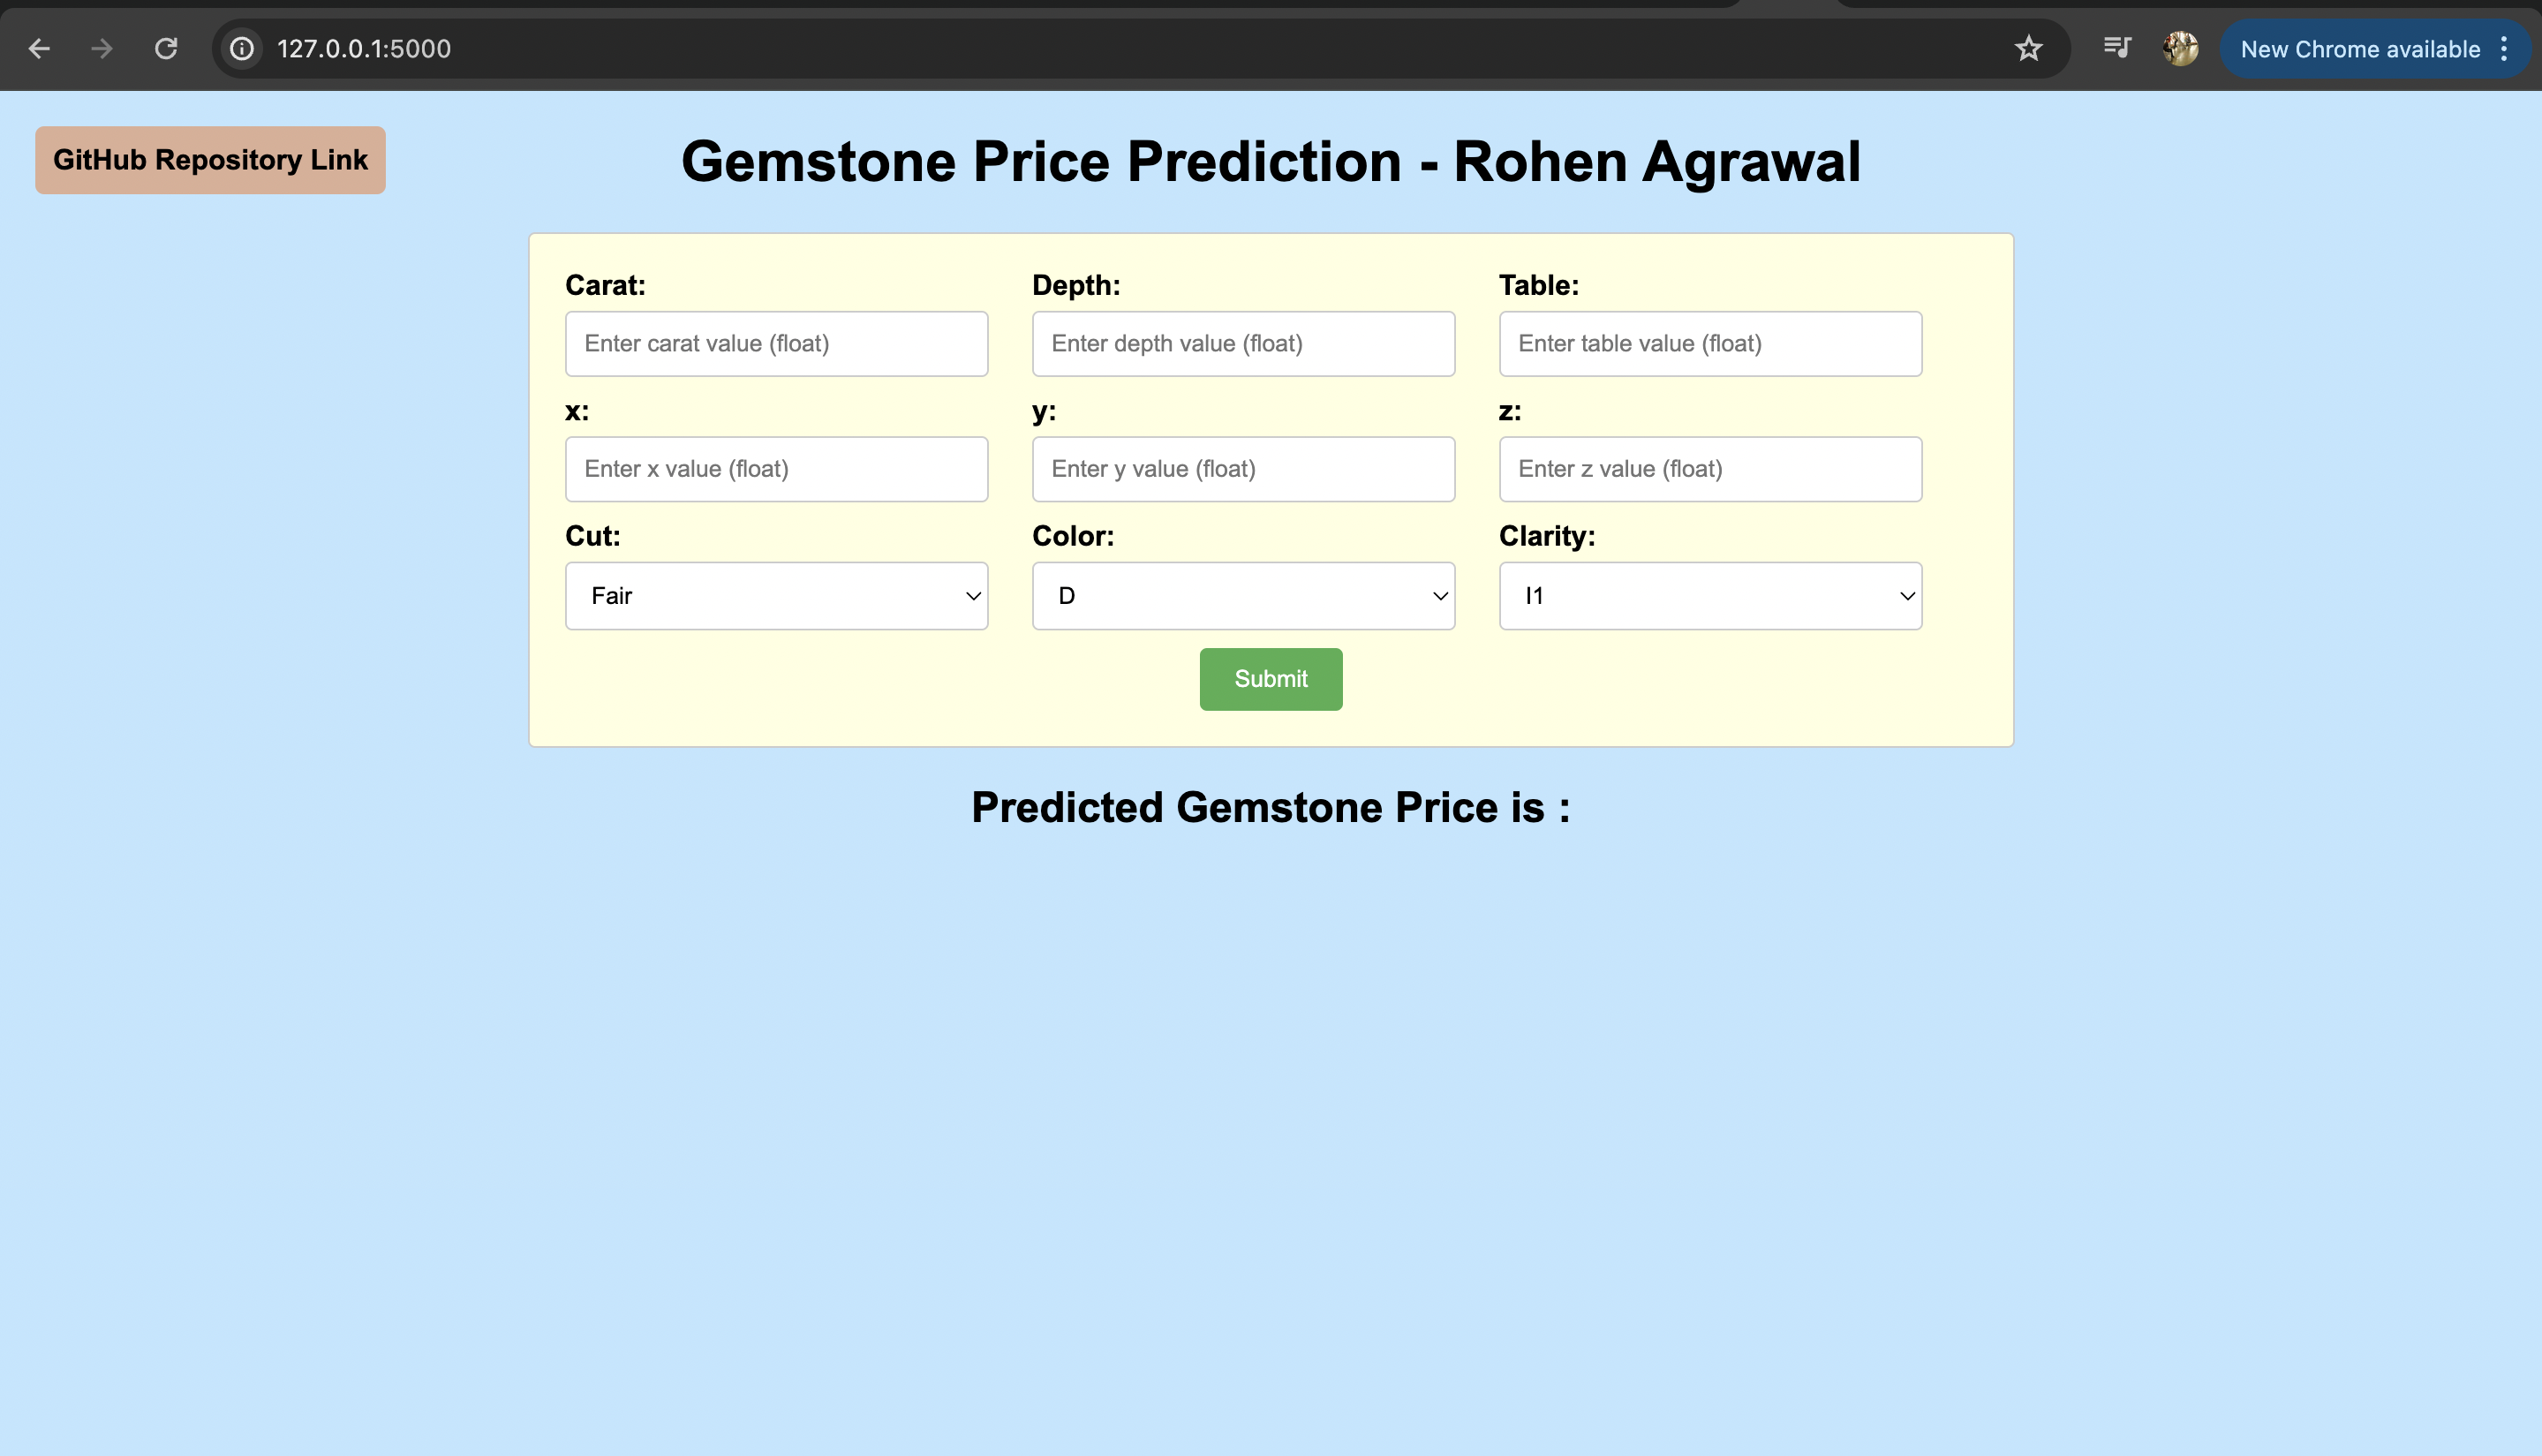 127.0.0.1:5000
New Chrome available
GitHub Repository Link
Gemstone Price Prediction - Rohen Agrawal
Carat: Depth: Table:
Enter carat value (float) Enter depth value (float) Enter table value (float)
x: y: z:
Enter x value (float) Enter y value (float) Enter z value (float)
Cut: Color: Clarity:
Fair D I1
Submit
Predicted Gemstone Price is :